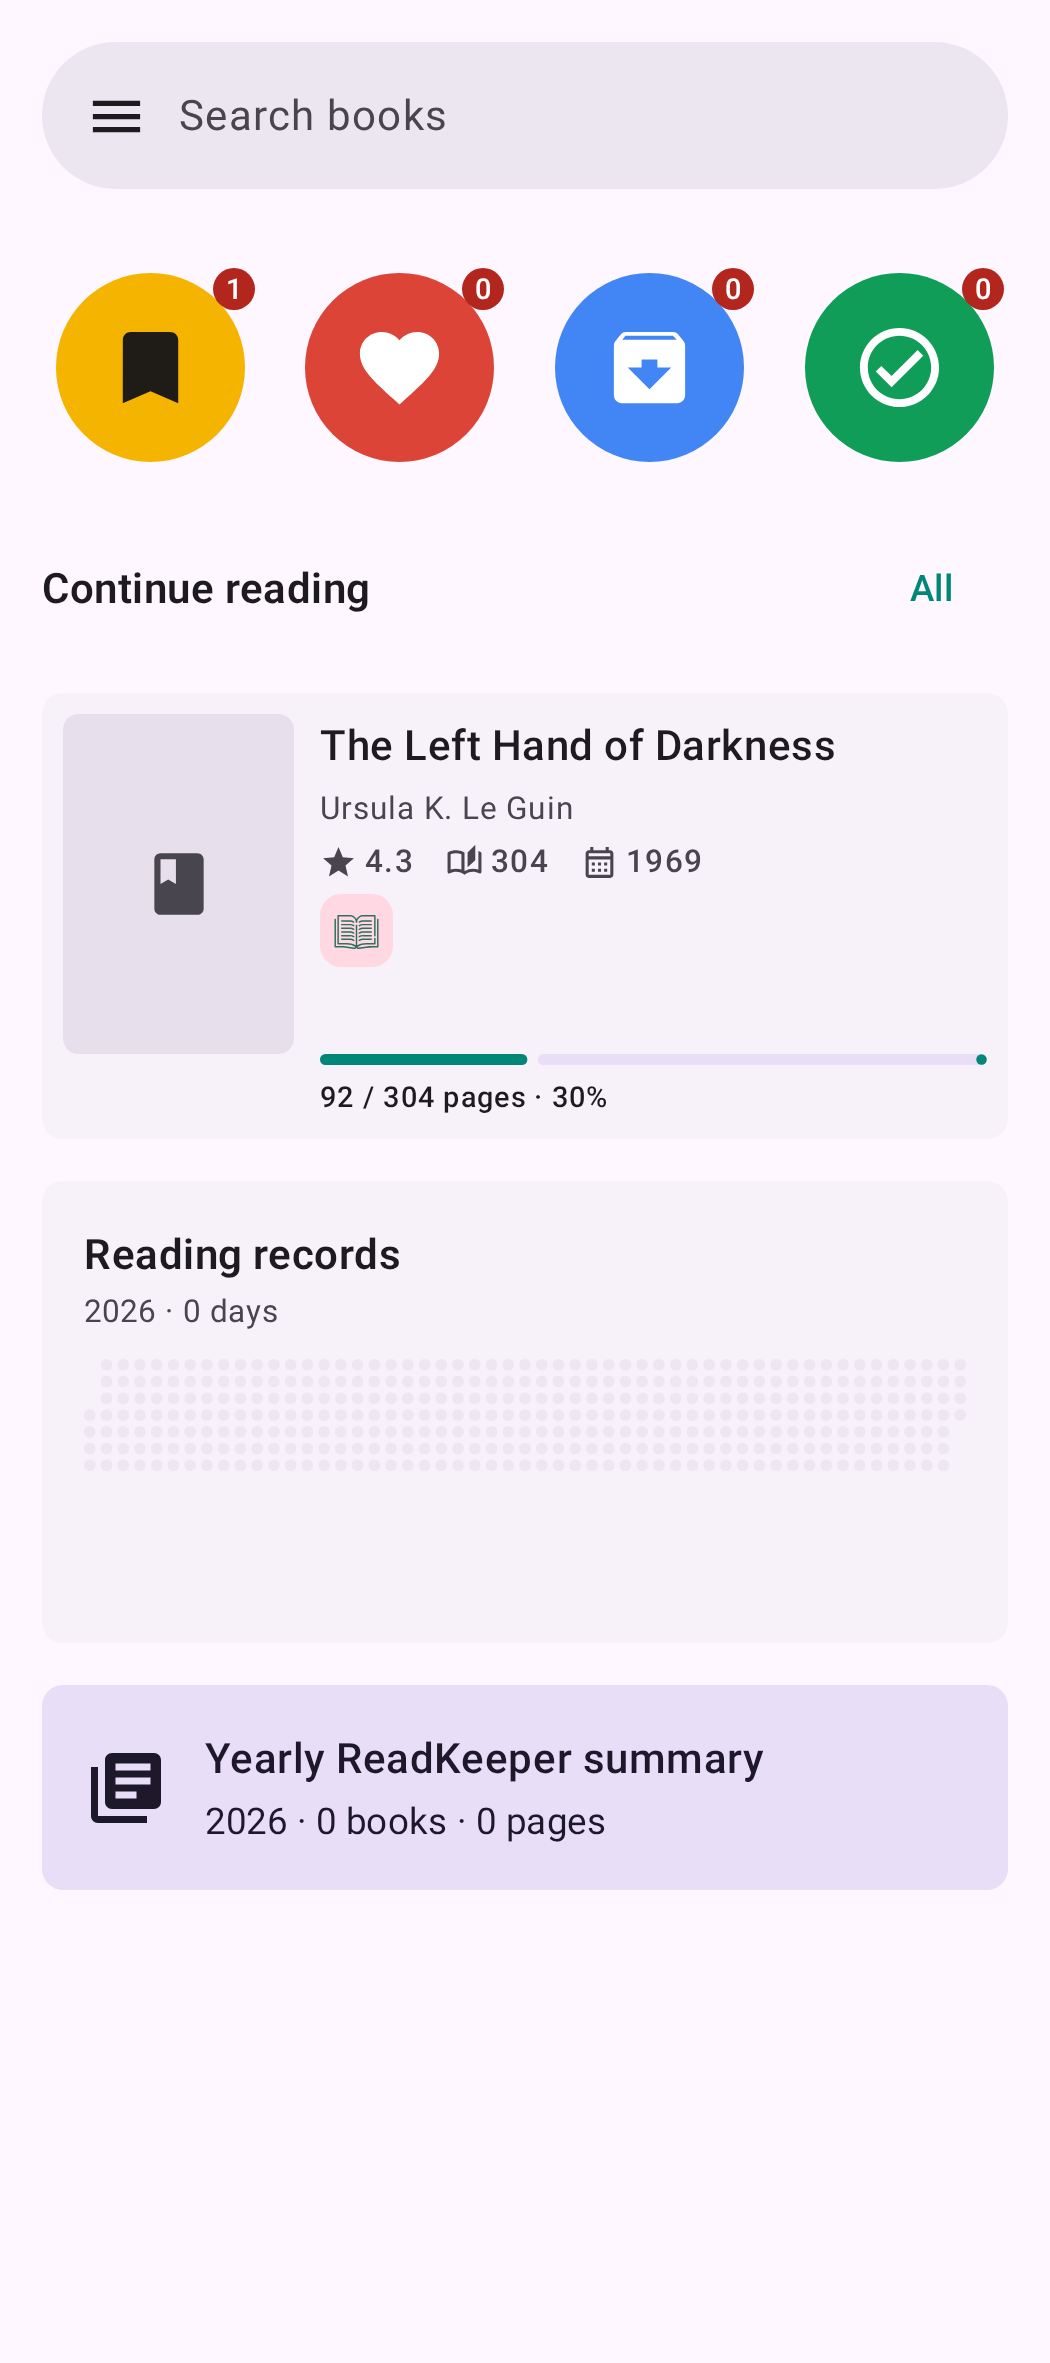 Search books
1
0
0
0
Continue reading
All
The Left Hand of Darkness
Ursula K. Le Guin
4.3 304 1969
92 / 304 pages · 30%
Reading records
2026 · 0 days
Yearly ReadKeeper summary
2026 · 0 books · 0 pages